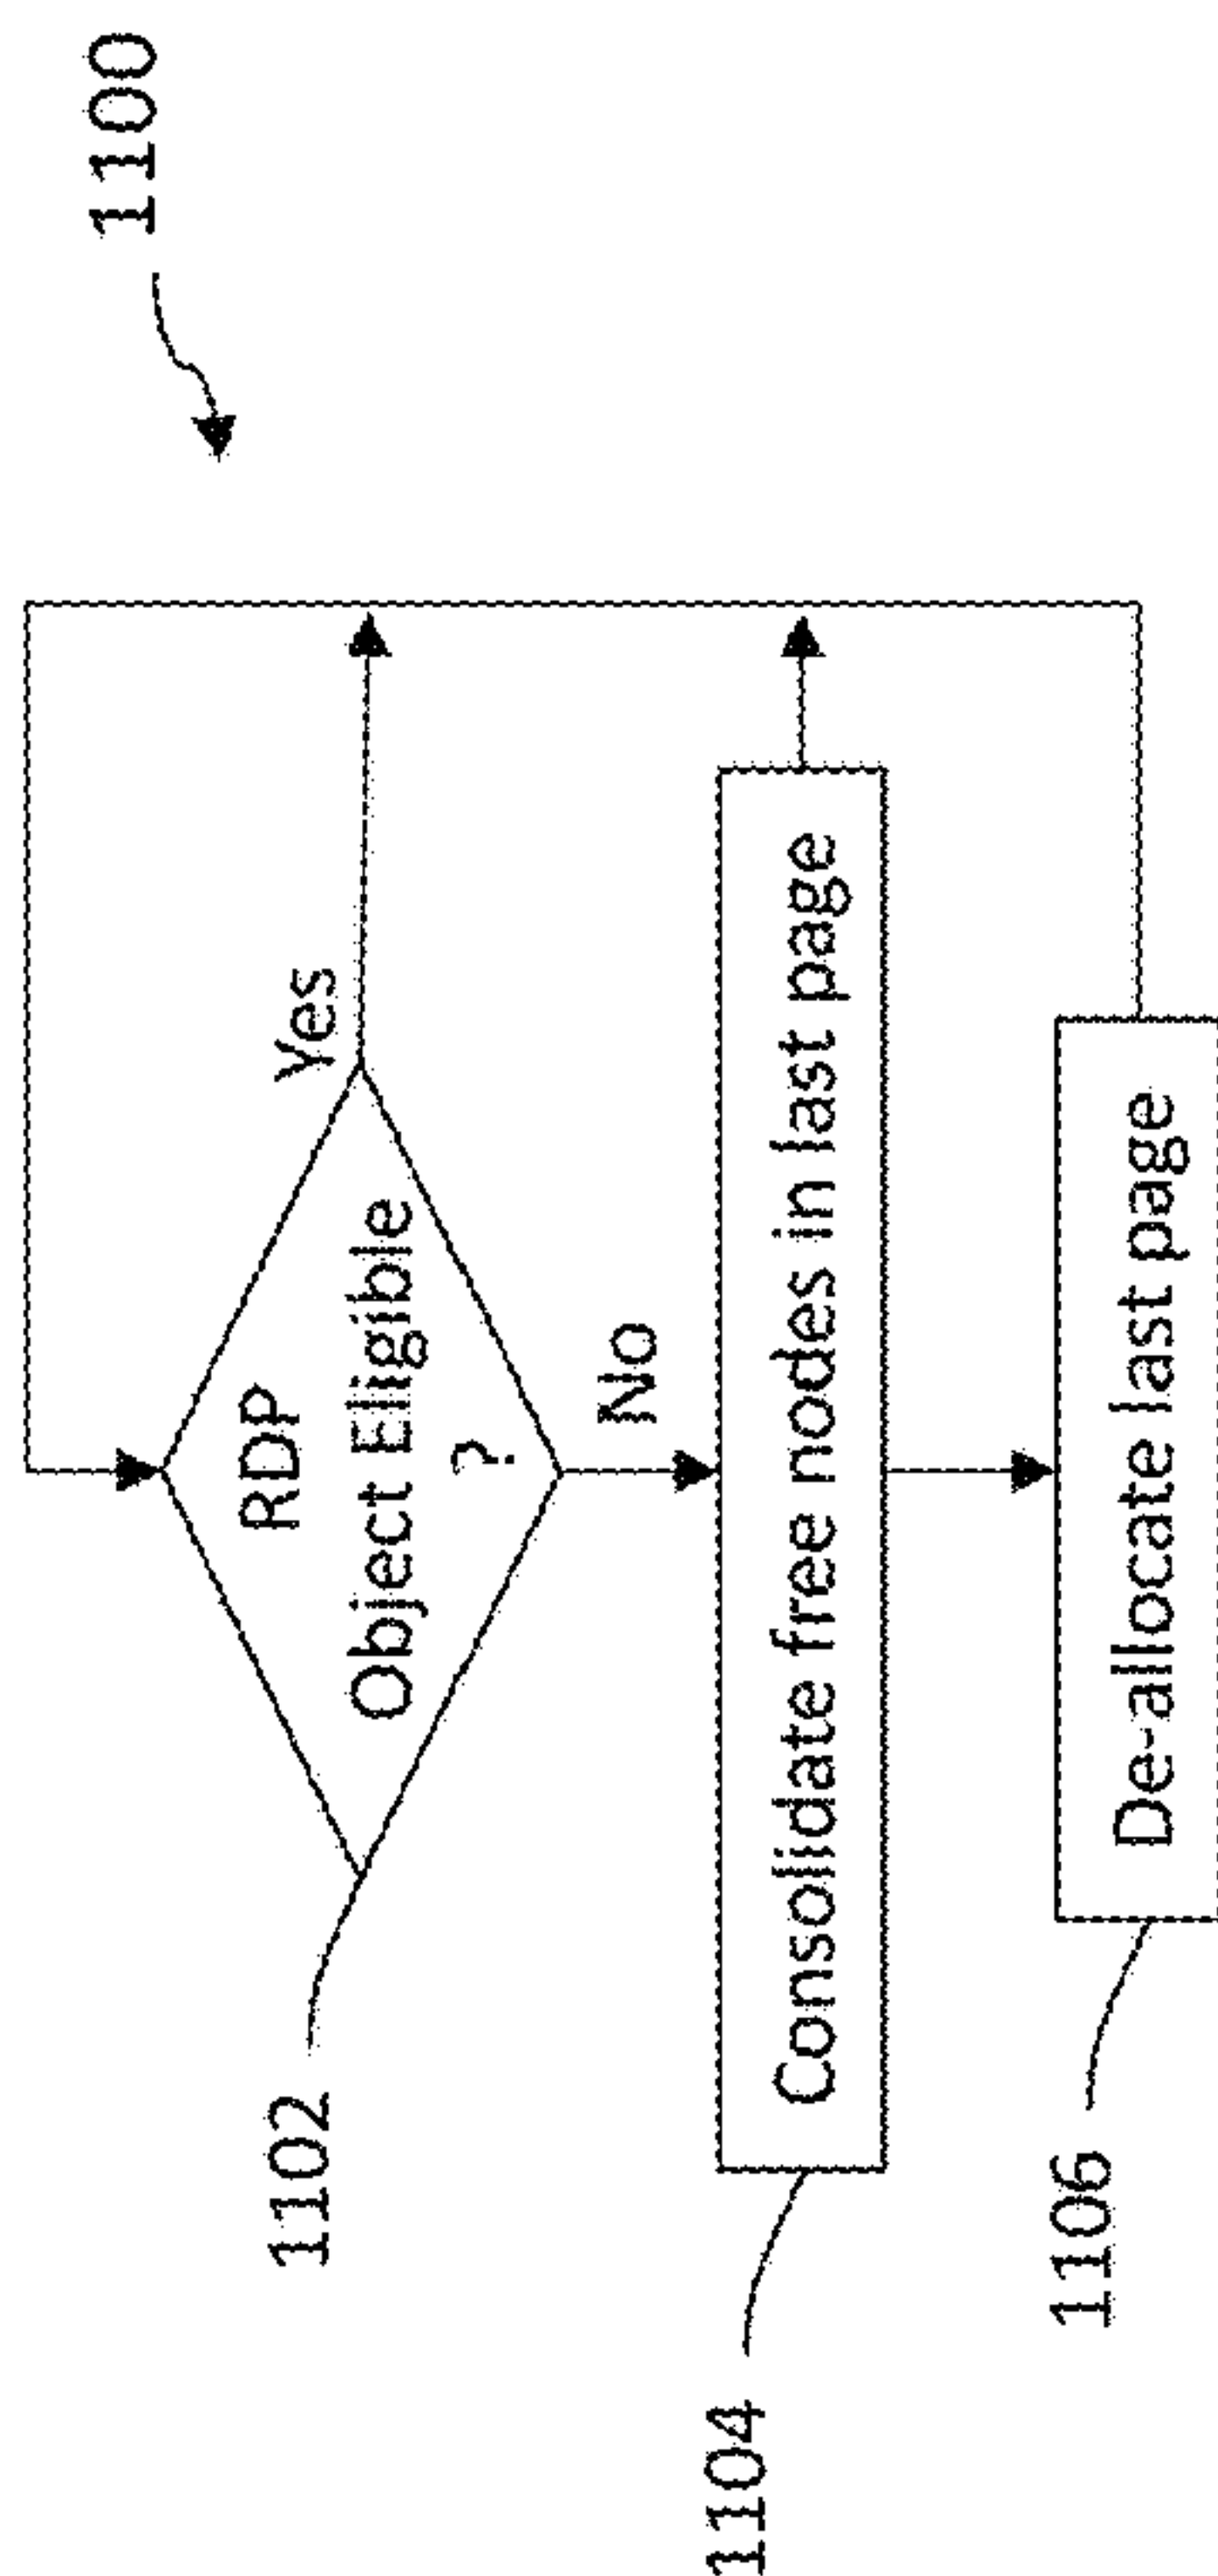 1100
RDP
Object Eligible
?
Yes
No
1102
Consolidate free nodes in last page
1104
De-allocate last page
1106